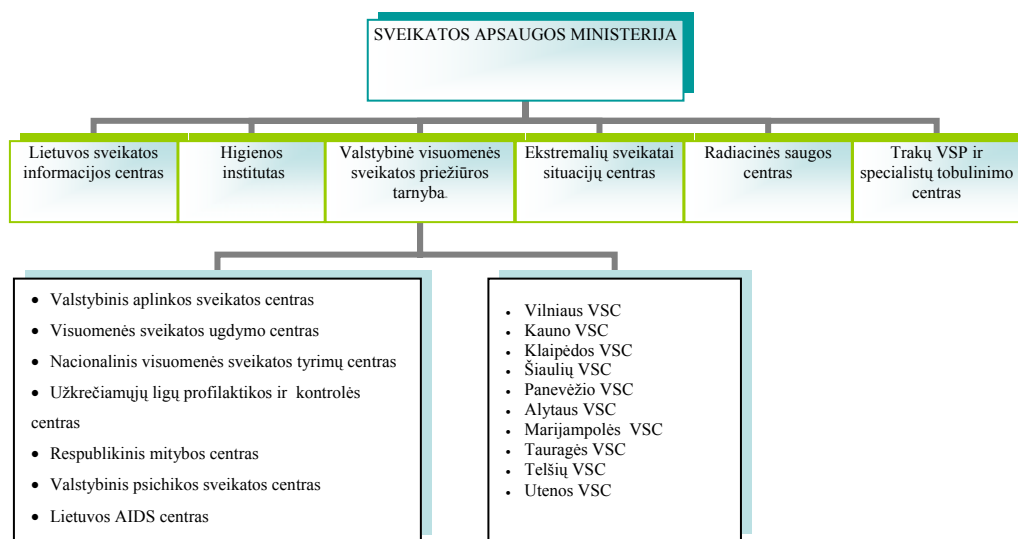 SVEIKATOS APSAUGOS MINISTERIJA
Lietuvos sveikatos
informacijos centras
Higienos
institutas
Valstybinė visuomenės
sveikatos priežiūros
tarnyba.
Ekstremalių sveikatai
situacijų centras
Radiacinės saugos
centras
Trakų VSP ir
specialistų tobulinimo
centras
• Valstybinis aplinkos sveikatos centras
• Visuomenės sveikatos ugdymo centras
• Nacionalinis visuomenės sveikatos tyrimų centras
• Užkrečiamųjų ligų profilaktikos ir kontrolės
centras
• Respublikinis mitybos centras
• Valstybinis psichikos sveikatos centras
• Lietuvos AIDS centras
• Vilniaus VSC
• Kauno VSC
• Klaipėdos VSC
• Šiaulių VSC
• Panevėžio VSC
• Alytaus VSC
• Marijampolės VSC
• Tauragės VSC
• Telšių VSC
• Utenos VSC